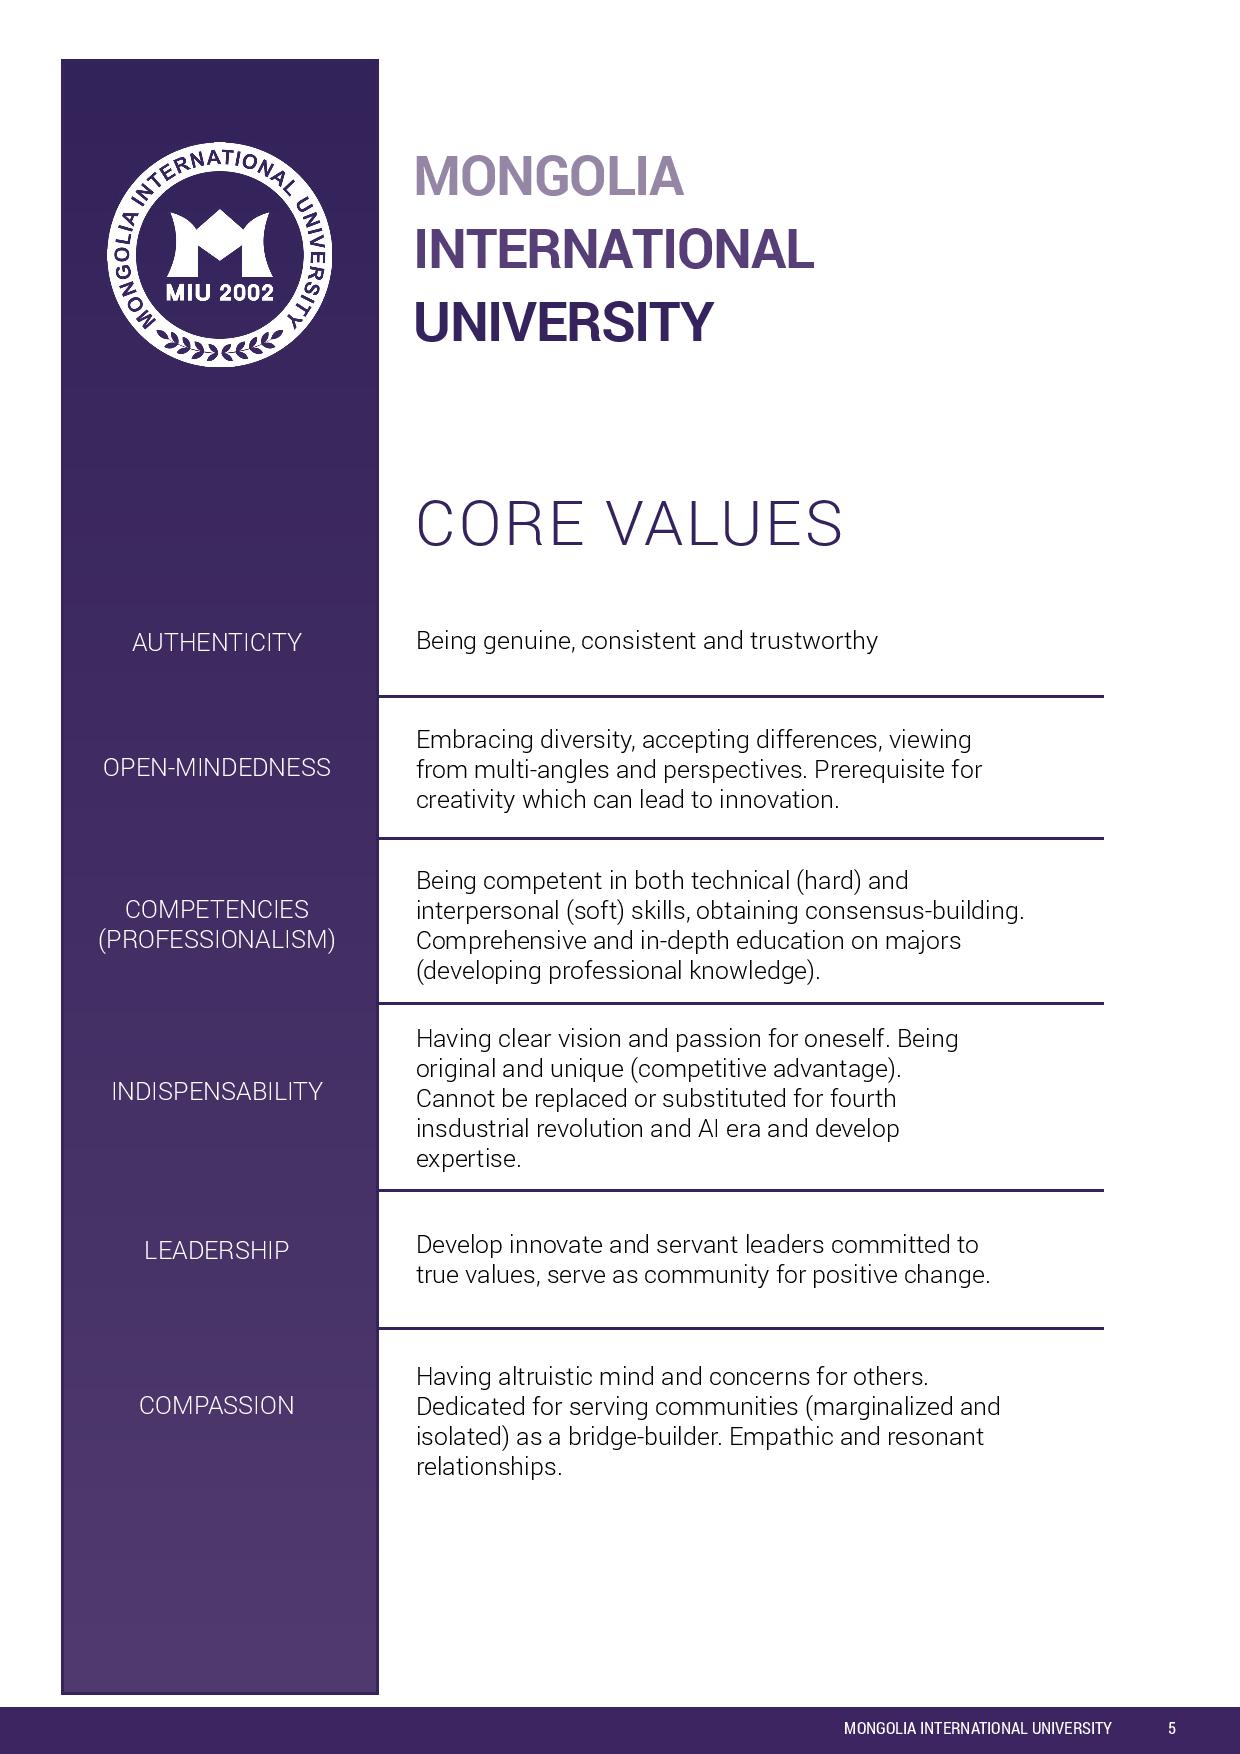 MONGOLIA INTERNATIONAL UNIVERSITY
MIU 2002
MONGOLIA
INTERNATIONAL
UNIVERSITY
CORE VALUES
AUTHENTICITY
Being genuine, consistent and trustworthy
OPEN-MINDEDNESS
Embracing diversity, accepting differences, viewing
from multi-angles and perspectives. Prerequisite for
creativity which can lead to innovation.
COMPETENCIES
(PROFESSIONALISM)
Being competent in both technical (hard) and
interpersonal (soft) skills, obtaining consensus-building.
Comprehensive and in-depth education on majors
(developing professional knowledge).
INDISPENSABILITY
Having clear vision and passion for oneself. Being
original and unique (competitive advantage).
Cannot be replaced or substituted for fourth
insdustrial revolution and AI era and develop
expertise.
LEADERSHIP
Develop innovate and servant leaders committed to
true values, serve as community for positive change.
COMPASSION
Having altruistic mind and concerns for others.
Dedicated for serving communities (marginalized and
isolated) as a bridge-builder. Empathic and resonant
relationships.
MONGOLIA INTERNATIONAL UNIVERSITY 5